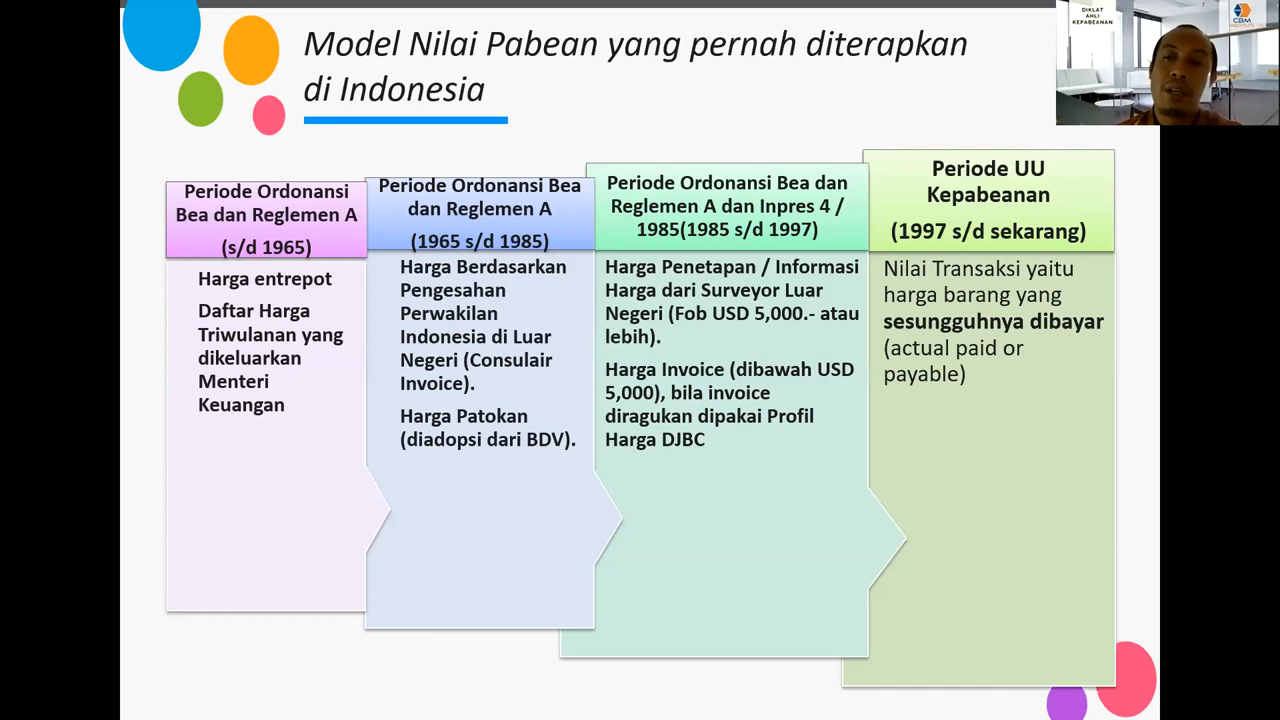 Model Nilai Pabean yang pernah diterapkan
di Indonesia
DIKLAT
AHLI
KEPABEANAN
CBM
Periode Ordonansi
Bea dan Reglemen A
(s/d 1965)
Harga entrepot
Daftar Harga
Triwulanan yang
dikeluarkan
Menteri
Keuangan
Periode Ordonansi Bea
dan Reglemen A
(1965 s/d 1985)
Harga Berdasarkan
Pengesahan
Perwakilan
Indonesia di Luar
Negeri (Consulair
Invoice).
Harga Patokan
(diadopsi dari BDV).
Periode Ordonansi Bea dan
Reglemen A dan Inpres 4 /
1985(1985 s/d 1997)
Harga Penetapan / Informasi
Harga dari Surveyor Luar
Negeri (Fob USD 5,000.- atau
lebih).
Harga Invoice (dibawah USD
5,000), bila invoice
diragukan dipakai Profil
Harga DJBC
Periode UU
Kepabeanan
(1997 s/d sekarang)
Nilai Transaksi yaitu
harga barang yang
sesungguhnya dibayar
(actual paid or
payable)